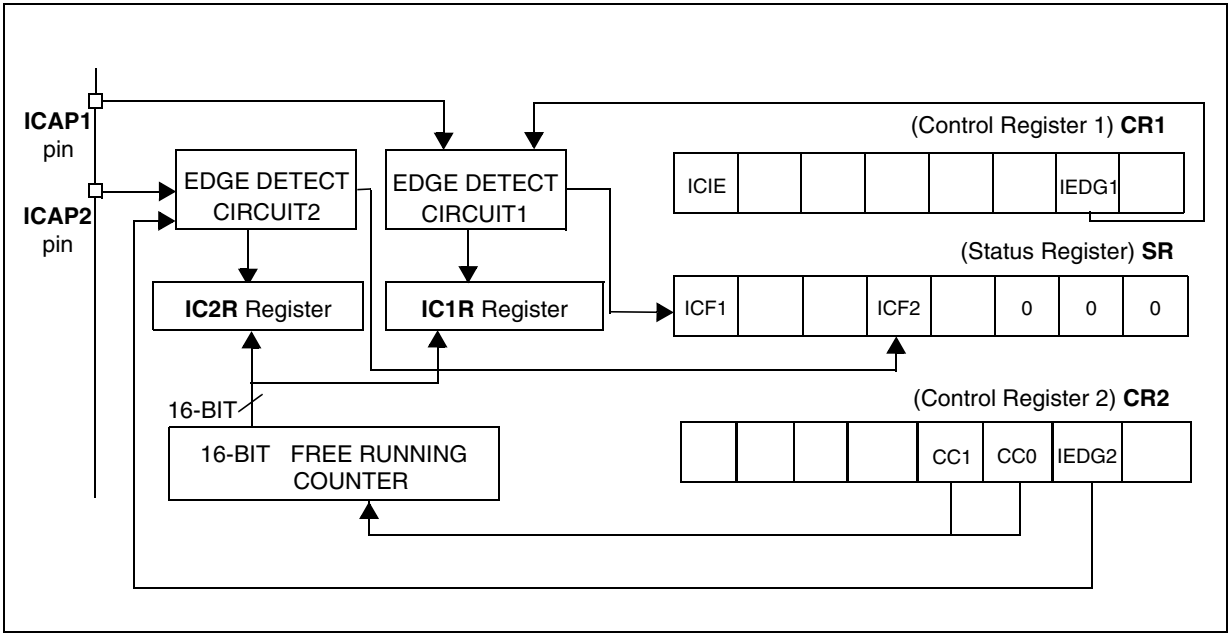 ICAP1
pin
ICAP2
pin
EDGE DETECT
CIRCUIT2
EDGE DETECT
CIRCUIT1
(Control Register 1) CR1
ICIE
IEDG1
(Status Register) SR
IC2R Register
IC1R Register
ICF1
ICF2
0
0
0
16-BIT
16-BIT FREE RUNNING
COUNTER
(Control Register 2) CR2
CC1
CC0
IEDG2